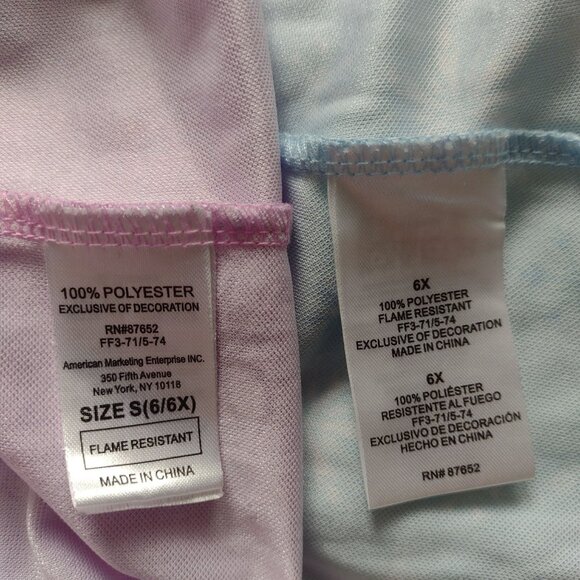 100% POLYESTER
EXCLUSIVE OF DECORATION
RN#87652
FF3-71/5-74
American Marketing Enterprise INC.
350 Fifth Avenue
New York, NY 10118
SIZE S(6/6X)
FLAME RESISTANT
MADE IN CHINA
6X
100% POLYESTER
FLAME RESISTANT
FF3-71/5-74
EXCLUSIVE OF DECORATION
MADE IN CHINA
6X
100% POLIÉSTER
RESISTENTE AL FUEGO
FF3-71/5-74
EXCLUSIVO DE DECORACIÓN
HECHO EN CHINA
RN# 87652